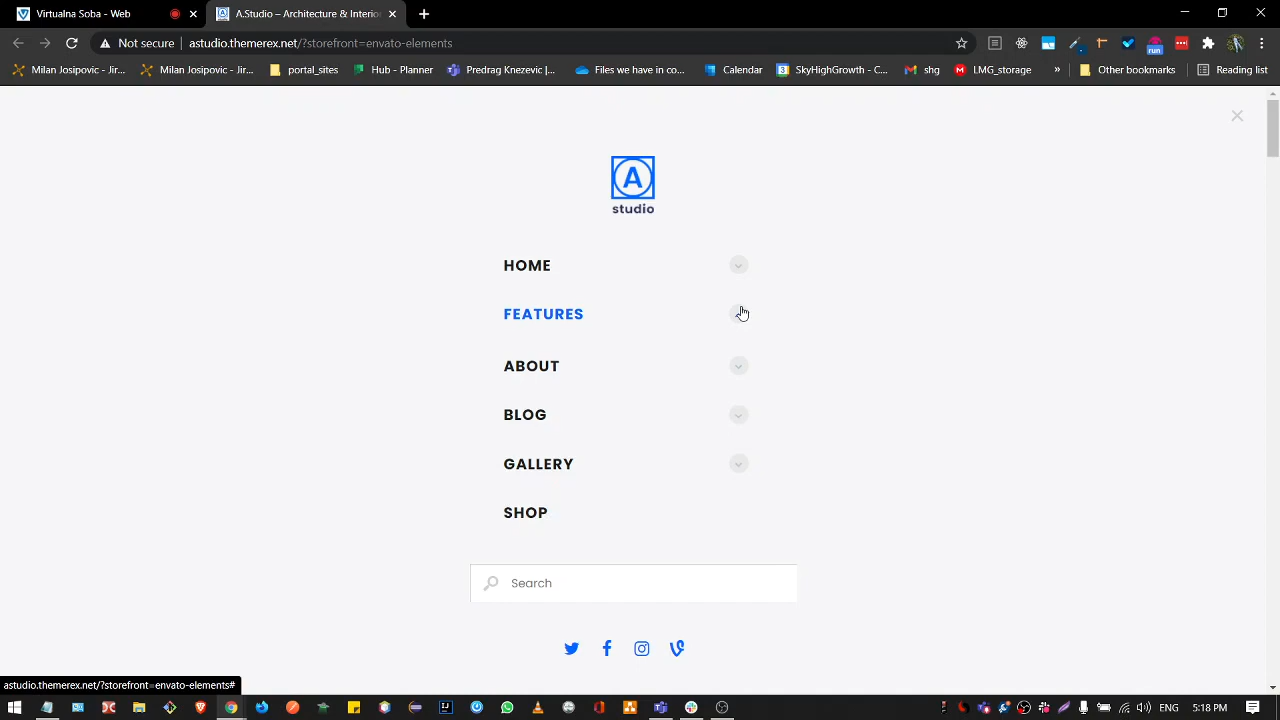 Virtualna Soba - Web
A.Studio – Architecture & Interior
Not secure
astudio.themerex.net/?storefront=envato-elements
run
Milan Josipovic - Jir...
Milan Josipovic - Jir...
portal_sites
Hub - Planner
Predrag Knezevic |...
Files we have in co...
Calendar
SkyHighGrowth - C...
shg
LMG_storage
»
Other bookmarks
Reading list
A
studio
HOME
FEATURES
ABOUT
BLOG
GALLERY
SHOP
Search
astudio.themerex.net/?storefront=envato-elements#
ENG
5:18 PM